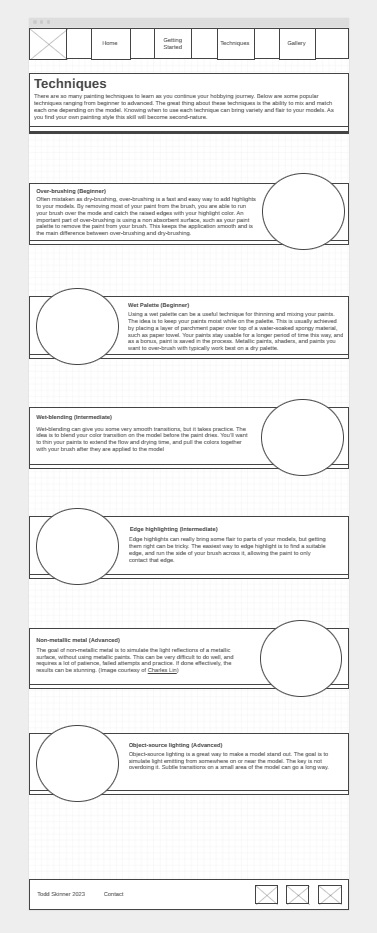 Home
Getting
Started
Techniques
Gallery
Techniques
There are so many painting techniques to learn as you continue your hobbying journey. Below are some popular
techniques ranging from beginner to advanced. The great thing about these techniques is the ability to mix and match
each one depending on the model. Knowing when to use each technique can bring variety and flair to your models. As
you find your own painting style this skill will become second-nature.
Over-brushing (Beginner)
Often mistaken as dry-brushing, over-brushing is a fast and easy way to add highlights
to your models. By removing most of your paint from the brush, you are able to run
your brush over the mode and catch the raised edges with your highlight color. An
important part of over-brushing is using a non absorbent surface, such as your paint
palette to remove the paint from your brush. This keeps the application smooth and is
the main difference between over-brushing and dry-brushing.
Wet Palette (Beginner)
Using a wet palette can be a useful technique for thinning and mixing your paints.
The idea is to keep your paints moist while on the palette. This is usually achieved
by placing a layer of parchment paper over top of a water-soaked spongy material,
such as paper towel. Your paints stay usable for a longer period of time this way, and
as a bonus, paint is saved in the process. Metallic paints, shaders, and paints you
want to over-brush with typically work best on a dry palette.
Wet-blending (Intermediate)
Wet-blending can give you some very smooth transitions, but it takes practice. The
idea is to blend your color transition on the model before the paint dries. You'll want
to thin your paints to extend the flow and drying time, and pull the colors together
with your brush after they are applied to the model
Edge highlighting (Intermediate)
Edge highlights can really bring some flair to parts of your models, but getting
them right can be tricky. The easiest way to edge highlight is to find a suitable
edge, and run the side of your brush across it, allowing the paint to only
contact that edge.
Non-metallic metal (Advanced)
The goal of non-metallic metal is to simulate the light reflections of a metallic
surface, without using metallic paints. This can be very difficult to do well, and
requires a lot of patience, failed attempts and practice. If done effectively, the
results can be stunning. (image courtesy of Charles Lin)
Object-source lighting (Advanced)
Object-source lighting is a great way to make a model stand out. The goal is to
simulate light emitting from somewhere on or near the model. The key is not
overdoing it. Subtle transitions on a small area of the model can go a long way.
Todd Skinner 2023
Contact